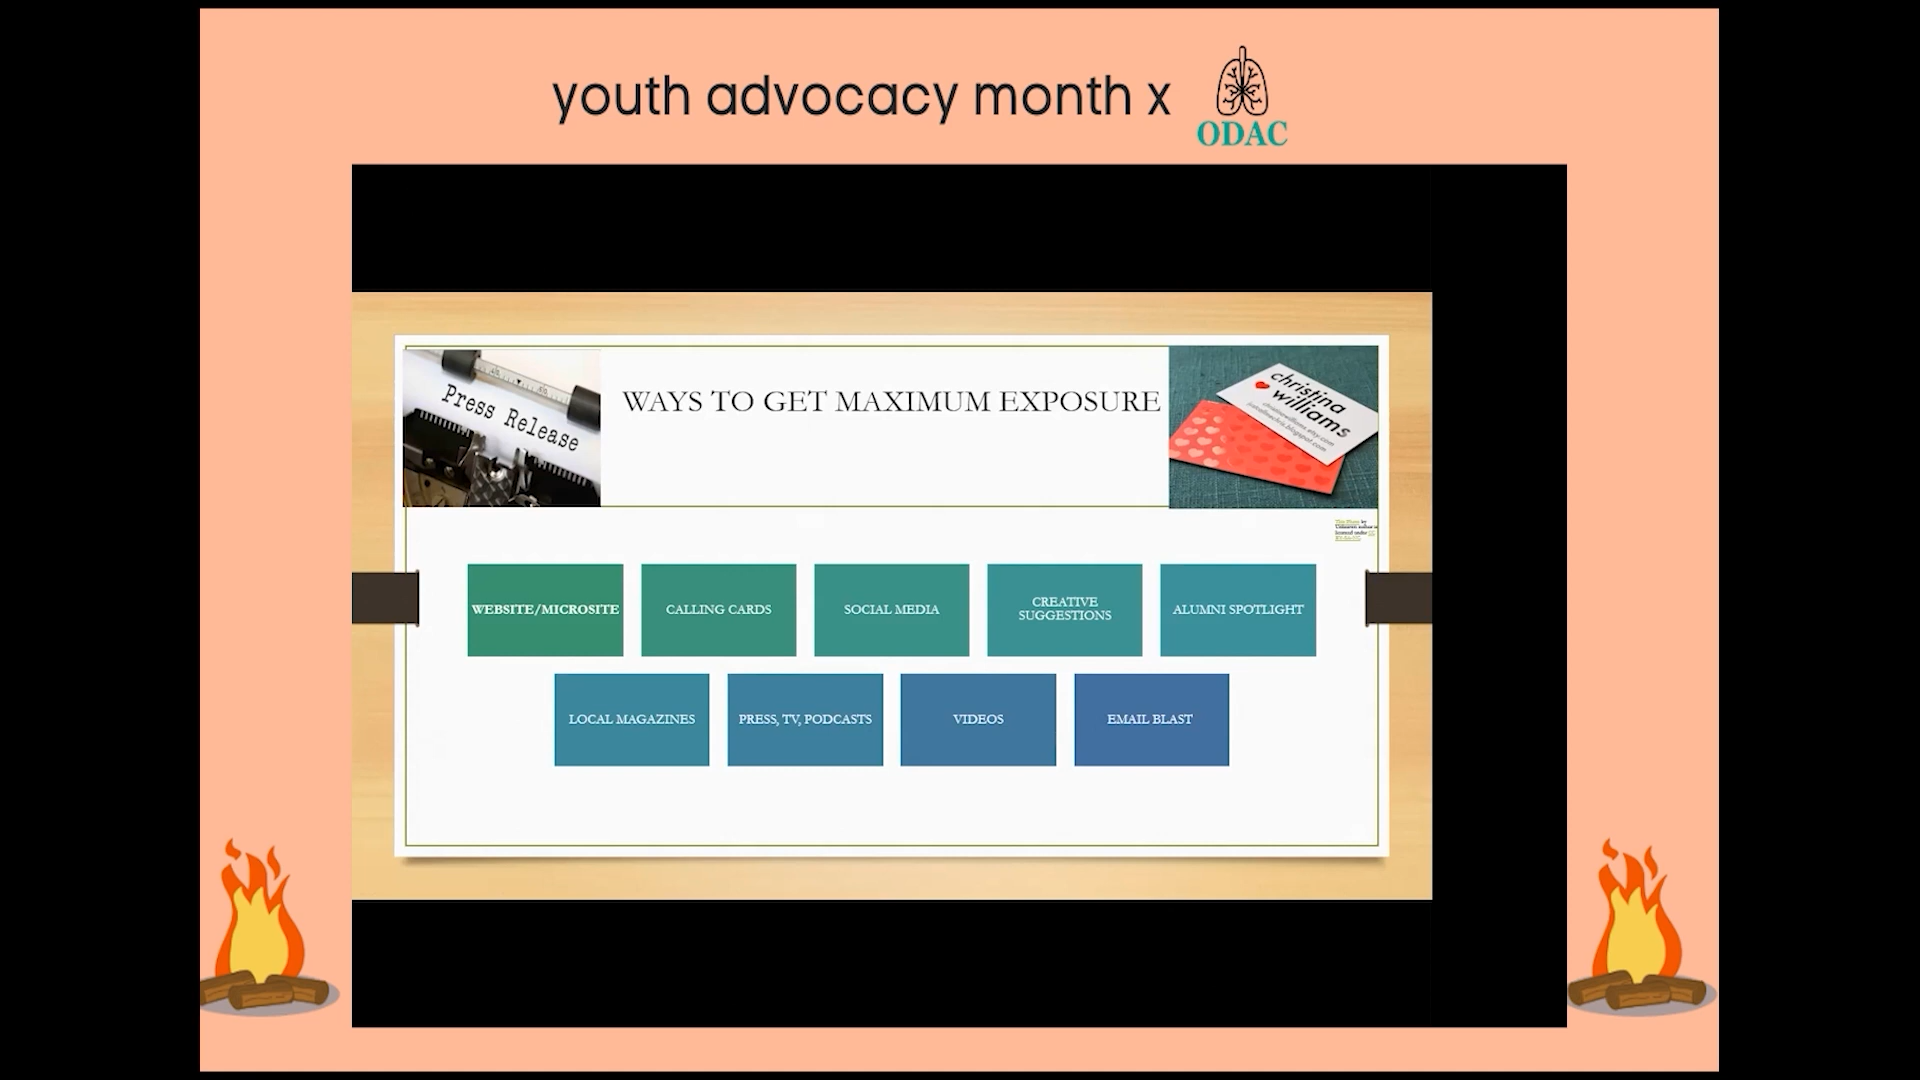 youth advocacy month x
ODAC
Press Release
WAYS TO GET MAXIMUM EXPOSURE
christina
williams
WEBSITE/MICROSITE
CALLING CARDS
SOCIAL MEDIA
CREATIVE
SUGGESTIONS
ALUMNI SPOTLIGHT
LOCAL MAGAZINES
PRESS, TV, PODCASTS
VIDEOS
EMAIL BLAST